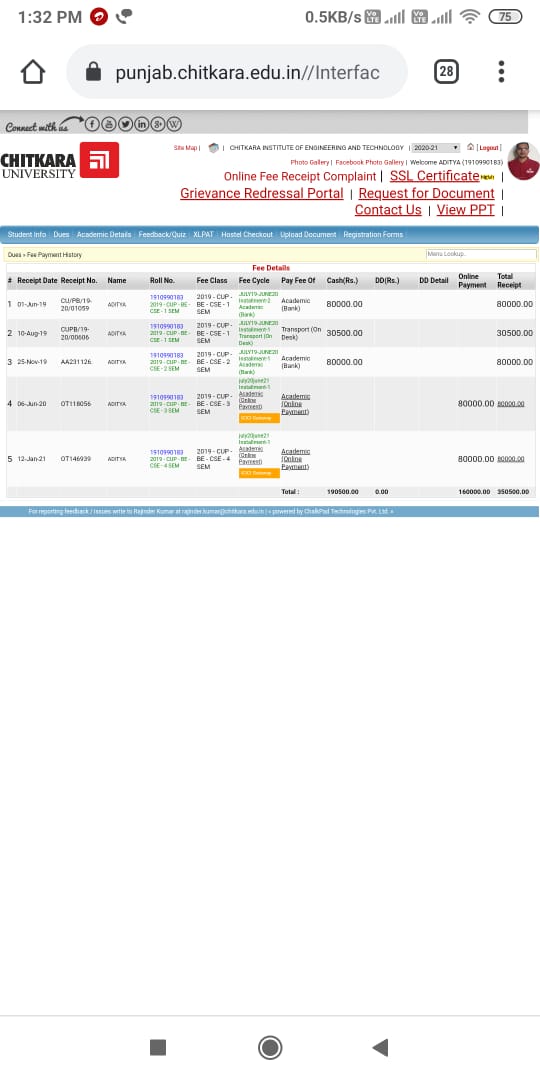 1:32 PM
0.5KB/s Vo LTE Vo LTE 75
punjab.chitkara.edu.in//Interfac
28
Connect with us
Site Map | | CHITKARA INSTITUTE OF ENGINEERING AND TECHNOLOGY | 2020-21 | [ Logout ]
CHITKARA
UNIVERSITY
Photo Gallery | Facebook Photo Gallery | Welcome ADITYA (1910990183)
Online Fee Receipt Complaint | SSL Certificate NEW! |
Grievance Redressal Portal | Request for Document |
Contact Us | View PPT |
Student Info Dues Academic Details Feedback/Quiz XLPAT Hostel Checkout Upload Document Registration Forms
Dues » Fee Payment History
Menu Lookup..
Fee Details
# Receipt Date Receipt No. Name Roll No. Fee Class Fee Cycle Pay Fee Of Cash(Rs.) DD(Rs.) DD Detail Online Payment Total Receipt
1 01-Jun-19 CU/PB/19-20/01059 ADITYA 1910990183 2019 - CUP - BE - CSE - 1 SEM 2019 - CUP - BE - CSE - 1 SEM JULY19-JUNE20 Instalment-2 Academic (Bank) Academic (Bank) 80000.00 80000.00
2 10-Aug-19 CUPB/19-20/00606 ADITYA 1910990183 2019 - CUP - BE - CSE - 1 SEM 2019 - CUP - BE - CSE - 1 SEM JULY19-JUNE20 Instalment-1 Transport (On Desk) Transport (On Desk) 30500.00 30500.00
3 25-Nov-19 AA231126. ADITYA 1910990183 2019 - CUP - BE - CSE - 2 SEM 2019 - CUP - BE - CSE - 2 SEM JULY19-JUNE20 Instalment-1 Academic (Bank) Academic (Bank) 80000.00 80000.00
4 06-Jun-20 OT118056 ADITYA 1910990183 2019 - CUP - BE - CSE - 3 SEM 2019 - CUP - BE - CSE - 3 SEM july20june21 Installment-1 Academic (Online Payment) ICICI Gateway Academic (Online Payment) 80000.00 80000.00
5 12-Jan-21 OT146939 ADITYA 1910990183 2019 - CUP - BE - CSE - 4 SEM 2019 - CUP - BE - CSE - 4 SEM july20june21 Installment-1 Academic (Online Payment) ICICI Gateway Academic (Online Payment) 80000.00 80000.00
Total : 190500.00 0.00 160000.00 350500.00
For reporting feedback / issues write to Rajinder Kumar at rajinder.kumar@chitkara.edu.in | « powered by ChalkPad Technologies Pvt. Ltd. »